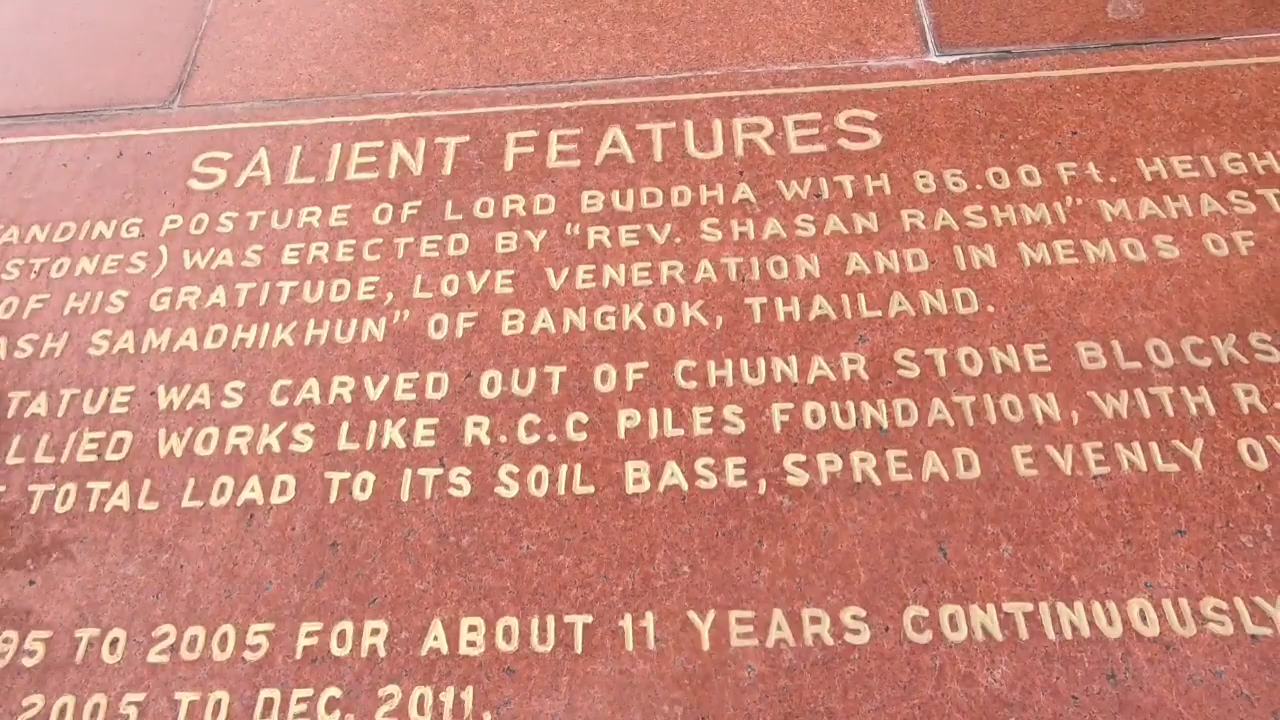 SALIENT FEATURES
ANDING POSTURE OF LORD BUDDHA WITH 86.00 Ft. HEIGH
STONES) WAS ERECTED BY “REV. SHASAN RASHMI” MAHAST
OF HIS GRATITUDE, LOVE VENERATION AND IN MEMOS OF
ASH SAMADHIKHUN” OF BANGKOK, THAILAND.
TATUE WAS CARVED OUT OF CHUNAR STONE BLOCKS
LLIED WORKS LIKE R.C.C PILES FOUNDATION, WITH R.
TOTAL LOAD TO ITS SOIL BASE, SPREAD EVENLY OV
95 TO 2005 FOR ABOUT 11 YEARS CONTINUOUSLY
2005 TO DEC. 2011.